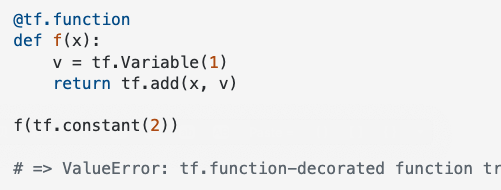 @tf.function
def f(x):
    v = tf.Variable(1)
    return tf.add(x, v)
f(tf.constant(2))
# => ValueError: tf.function-decorated function tr